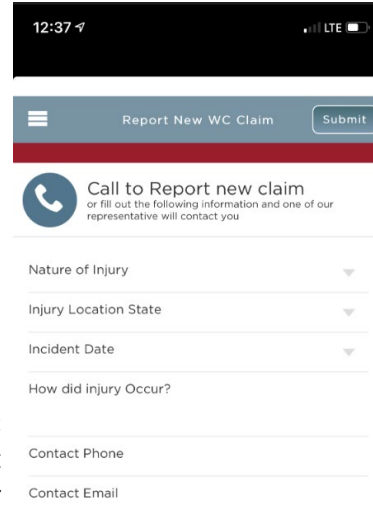 12:37
LTE
Report New WC Claim
Submit
Call to Report new claim
or fill out the following information and one of our
representative will contact you
Nature of Injury
Injury Location State
Incident Date
How did injury Occur?
Contact Phone
Contact Email